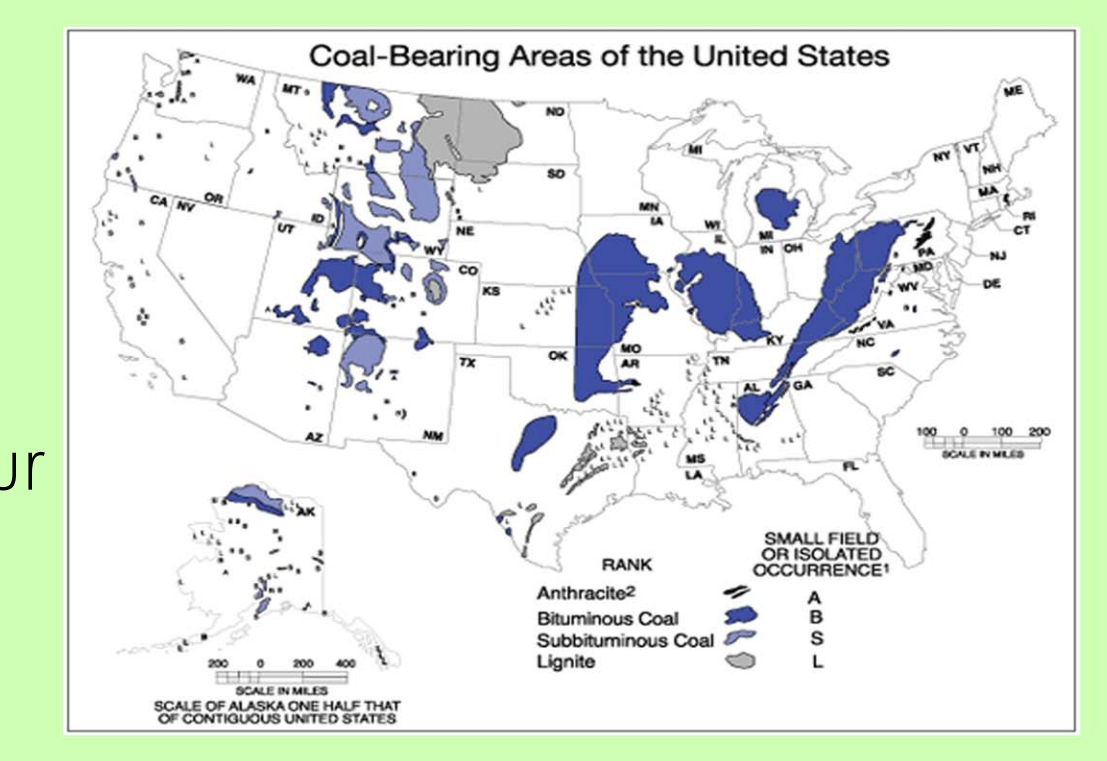 Coal-Bearing Areas of the United States
WA
MT
ND
ME
MI
NY
VT
NH
OR
SD
MN
MA
CA
NV
ID
IA
WI
RI
UT
NE
IL
MI
IN
OH
CT
WY
PA
NJ
CO
MD
KS
WV
DE
VA
KY
NC
OK
MO
TN
TX
AR
SC
AL
GA
AZ
NM
MS
LA
FL
100 0 100 200
SCALE IN MILES
ur
AK
RANK
SMALL FIELD
OR ISOLATED
OCCURRENCE¹
Anthracite² A
Bituminous Coal B
Subbituminous Coal S
Lignite L
200 0 200 400
SCALE IN MILES
SCALE OF ALASKA ONE HALF THAT
OF CONTIGUOUS UNITED STATES